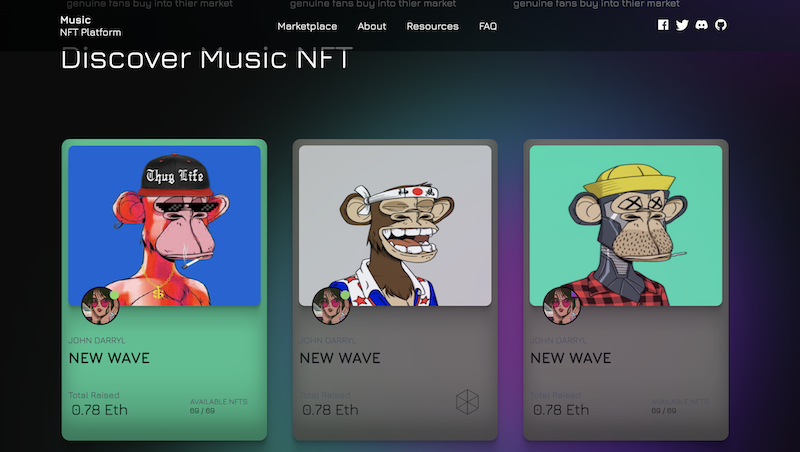 genuine fans buy into thier market
genuine fans buy into thier market
genuine fans buy into thier market
Music
NFT Platform
Marketplace
About
Resources
FAQ
Discover Music NFT
Thug Life
JOHN DARRYL
NEW WAVE
Total Raised
0.78 Eth
AVAILABLE NFTS
69 / 69
JOHN DARRYL
NEW WAVE
Total Raised
0.78 Eth
JOHN DARRYL
NEW WAVE
Total Raised
0.78 Eth
AVAILABLE NFTS
69 / 69